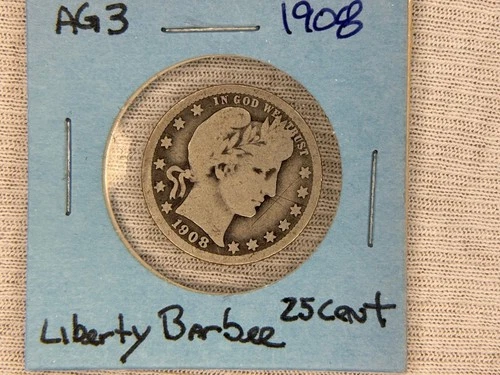 AG3 1908
IN GOD WE TRUST
1908
Liberty Barbee 25 cent